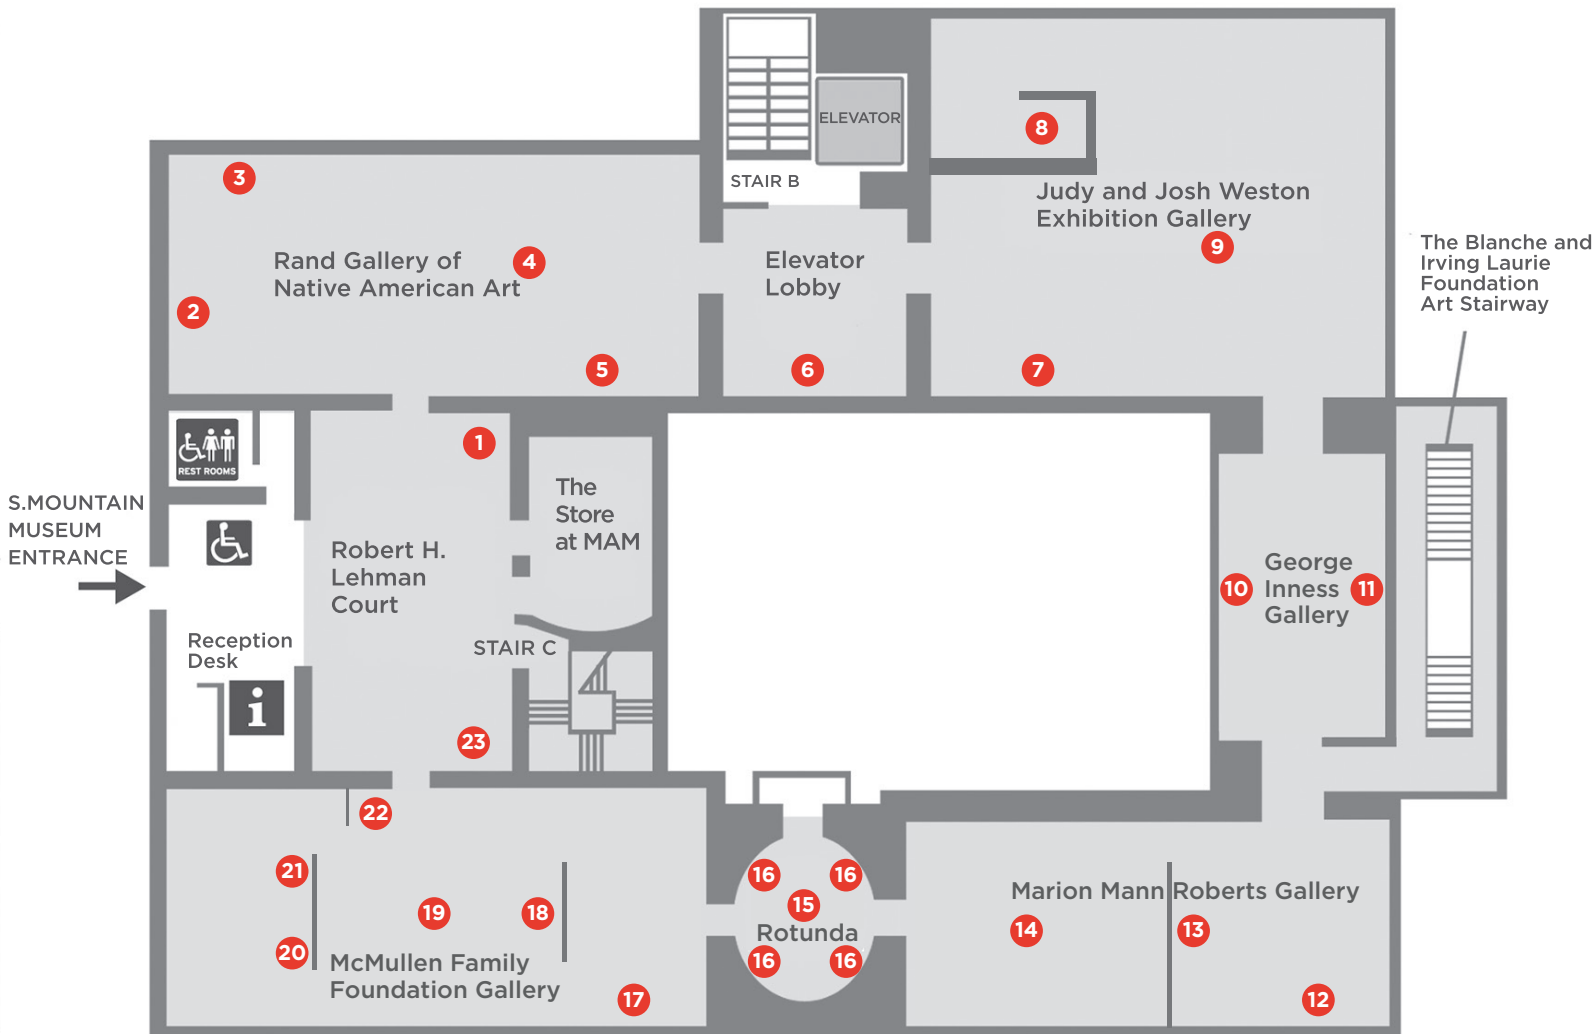 ELEVATOR
8
STAIR B
3
Judy and Josh Weston
Exhibition Gallery
9
The Blanche and
Irving Laurie
Foundation
Art Stairway
Rand Gallery of
Native American Art
4
Elevator
Lobby
2
5
6
7
1
REST ROOMS
The
Store
at MAM
S.MOUNTAIN
MUSEUM
ENTRANCE
Robert H.
Lehman
Court
10
George
Inness
Gallery
11
Reception
Desk
STAIR C
i
23
22
21
16
16
Marion Mann Roberts Gallery
19
18
15
Rotunda
14
13
20
McMullen Family
Foundation Gallery
16
16
17
12